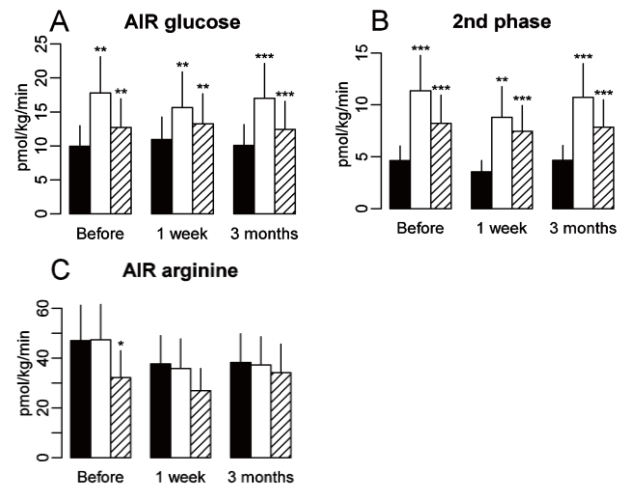 A AIR glucose
pmol/kg/min
25
20
15
10
5
0
** ** ** ** *** ***
Before 1 week 3 months
B 2nd phase
pmol/kg/min
15
10
5
0
*** *** ** *** *** ***
Before 1 week 3 months
C AIR arginine
pmol/kg/min
60
40
20
0
*
Before 1 week 3 months